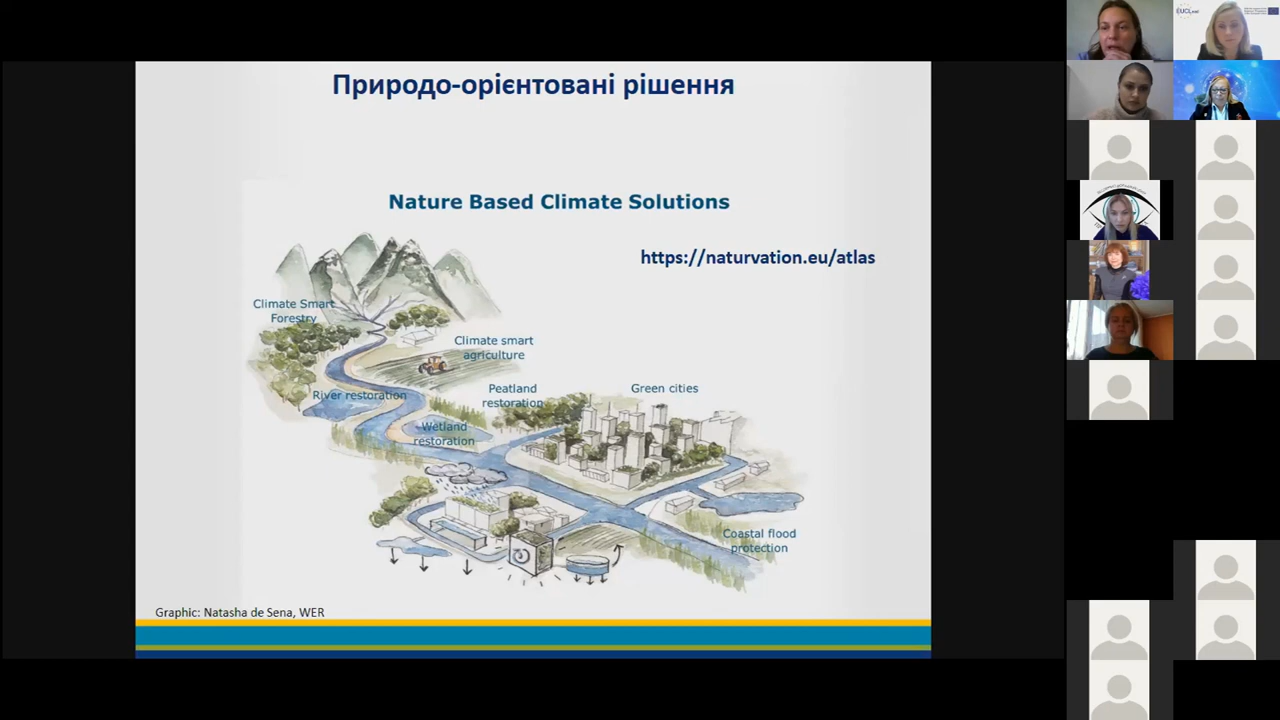 Природо-орієнтовані рішення
Nature Based Climate Solutions
https://naturvation.eu/atlas
Climate Smart
Forestry
Climate smart
agriculture
River restoration
Peatland
restoration
Green cities
Wetland
restoration
Coastal flood
protection
Graphic: Natasha de Sena, WER